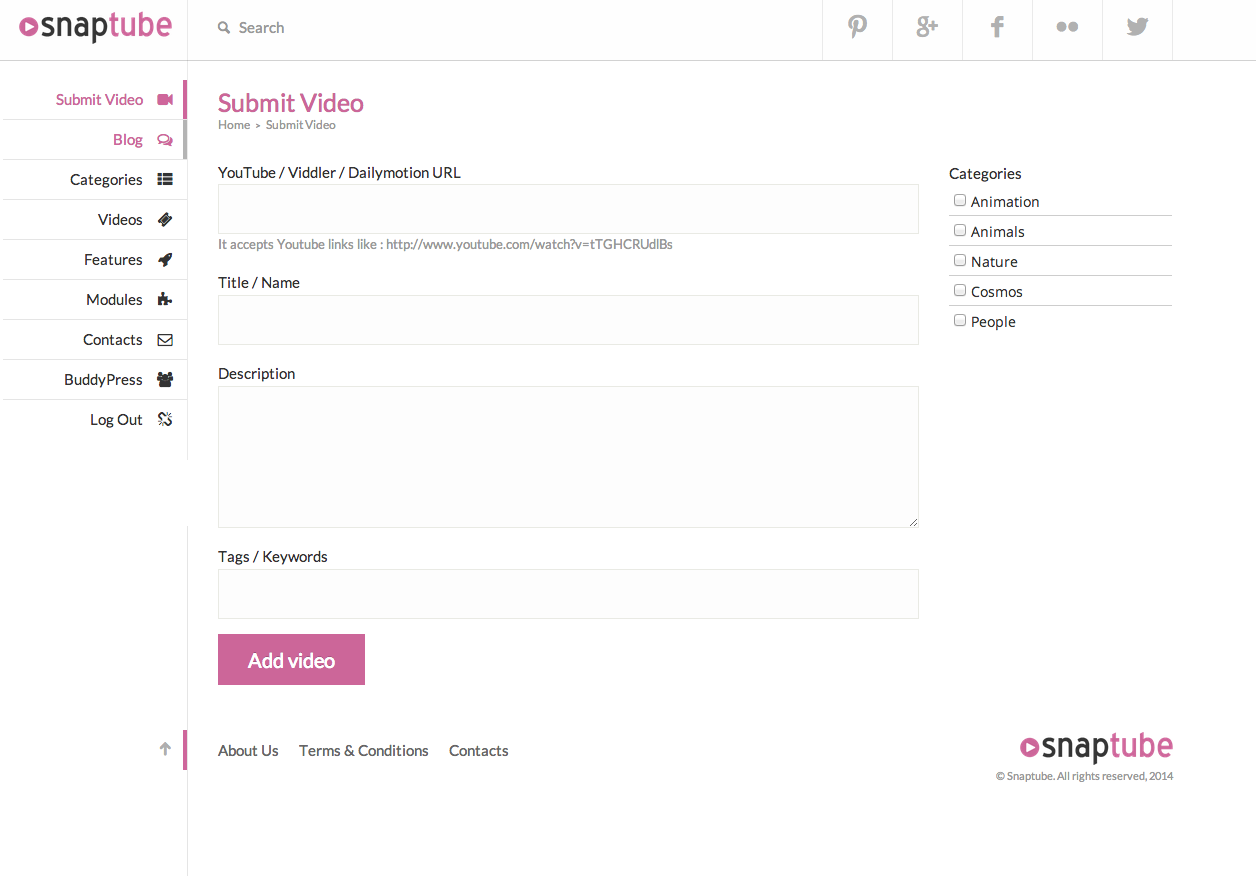 snaptube
Search
Submit Video
Blog
Categories
Videos
Features
Modules
Contacts
BuddyPress
Log Out
Submit Video
Home > Submit Video
YouTube / Viddler / Dailymotion URL
It accepts Youtube links like : http://www.youtube.com/watch?v=tTGHCRUdlBs
Title / Name
Description
Tags / Keywords
Add video
Categories
Animation
Animals
Nature
Cosmos
People
About Us Terms & Conditions Contacts
snaptube
© Snaptube. All rights reserved, 2014